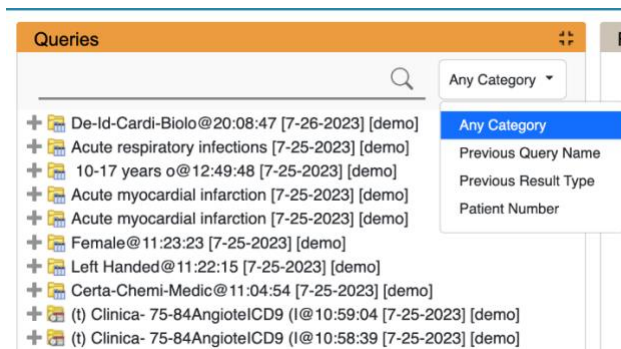 Queries
Any Category
De-Id-Cardi-Biolo@20:08:47 [7-26-2023] [demo]
Any Category
Acute respiratory infections [7-25-2023] [demo]
Previous Query Name
10-17 years o@12:49:48 [7-25-2023] [demo]
Previous Result Type
Acute myocardial infarction [7-25-2023] [demo]
Patient Number
Acute myocardial infarction [7-25-2023] [demo]
Female@11:23:23 [7-25-2023] [demo]
Left Handed@11:22:15 [7-25-2023] [demo]
Certa-Chemi-Medic@11:04:54 [7-25-2023] [demo]
(t) Clinica- 75-84AngioteICD9 (I@10:59:04 [7-25-2023] [demo]
(t) Clinica- 75-84AngioteICD9 (I@10:58:39 [7-25-2023] [demo]